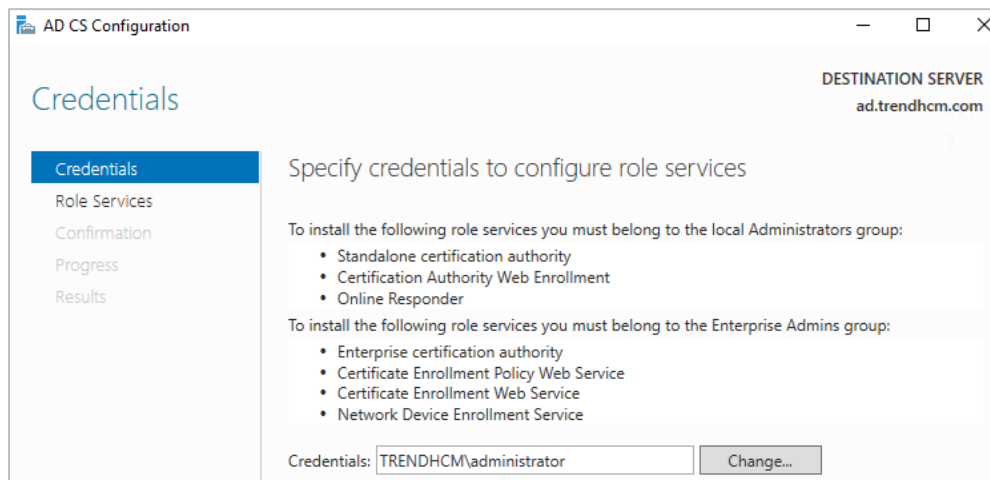 AD CS Configuration
DESTINATION SERVER
ad.trendhcm.com
Credentials
Credentials
Role Services
Confirmation
Progress
Results
Specify credentials to configure role services
To install the following role services you must belong to the local Administrators group:
• Standalone certification authority
• Certification Authority Web Enrollment
• Online Responder
To install the following role services you must belong to the Enterprise Admins group:
• Enterprise certification authority
• Certificate Enrollment Policy Web Service
• Certificate Enrollment Web Service
• Network Device Enrollment Service
Credentials: TRENDHCM\administrator Change...